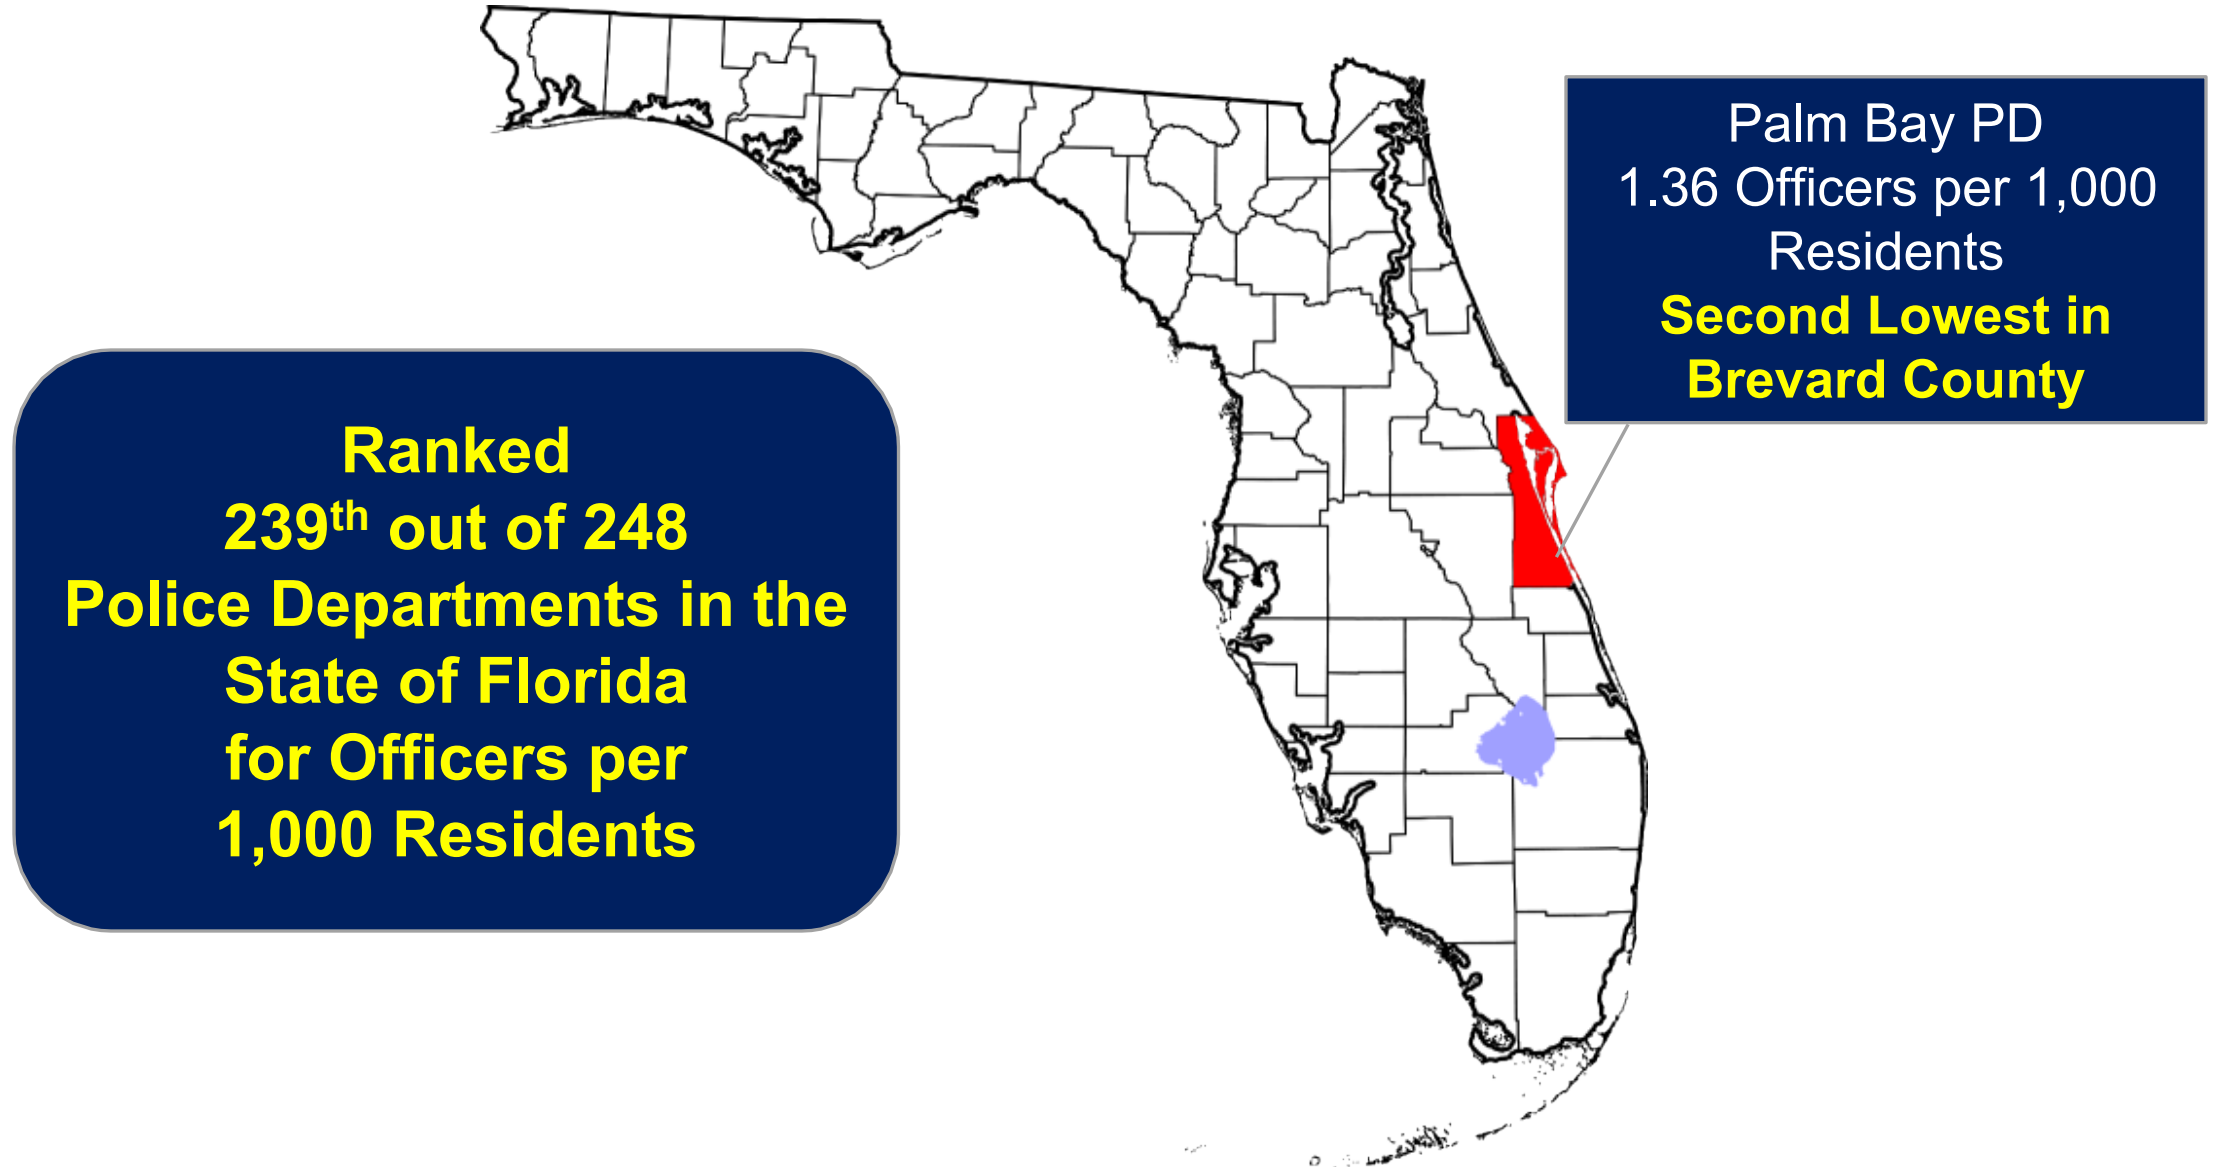 Palm Bay PD
1.36 Officers per 1,000
Residents
Second Lowest in
Brevard County
Ranked
239th out of 248
Police Departments in the
State of Florida
for Officers per
1,000 Residents